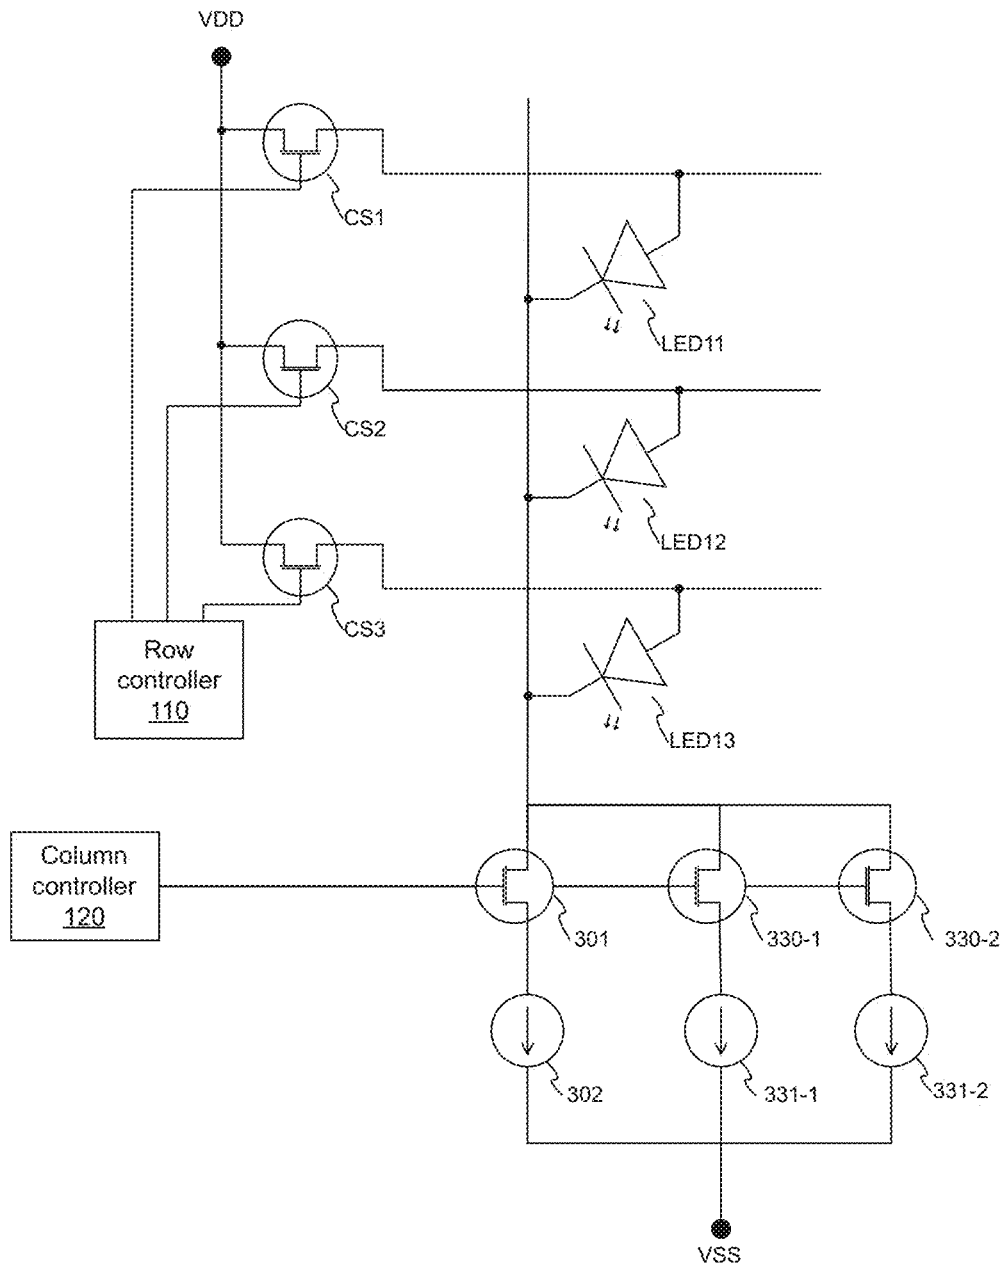 VDD
CS1
LED11
CS2
LED12
CS3
Row
controller
110
LED13
Column
controller
120
301
330-1
330-2
302
331-1
331-2
VSS